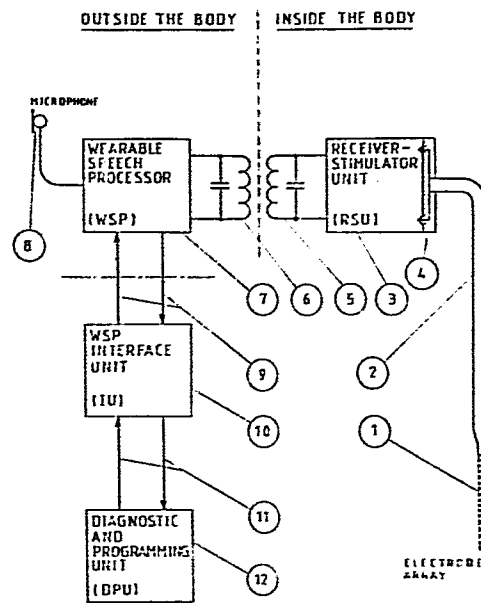 OUTSIDE THE BODY
INSIDE THE BODY
MICROPHONE
WEARABLE
SPEECH
PROCESSOR
(WSP)
RECEIVER-
STIMULATOR
UNIT
(RSU)
8
7
6
5
3
4
2
1
WSP
INTERFACE
UNIT
(IU)
9
10
11
DIAGNOSTIC
AND
PROGRAMMING
UNIT
(DPU)
12
ELECTRODE
ARRAY